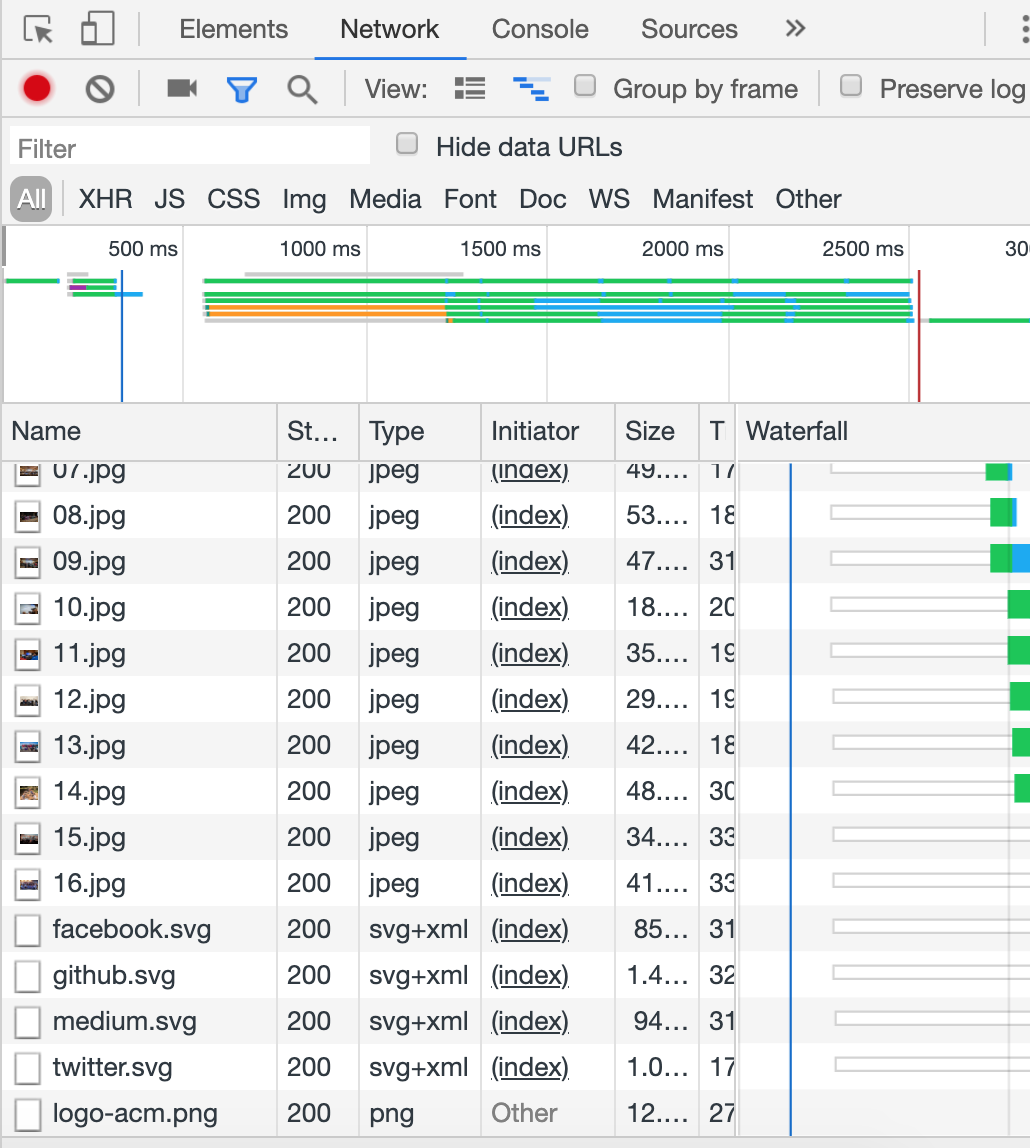 Elements Network Console Sources »
View: Group by frame Preserve log
Filter Hide data URLs
All XHR JS CSS Img Media Font Doc WS Manifest Other
500 ms 1000 ms 1500 ms 2000 ms 2500 ms 30
Name St… Type Initiator Size T Waterfall
07.jpg 200 jpeg (index) 49.… 17
08.jpg 200 jpeg (index) 53.… 18
09.jpg 200 jpeg (index) 47.… 31
10.jpg 200 jpeg (index) 18.… 20
11.jpg 200 jpeg (index) 35.… 19
12.jpg 200 jpeg (index) 29.… 19
13.jpg 200 jpeg (index) 42.… 18
14.jpg 200 jpeg (index) 48.… 30
15.jpg 200 jpeg (index) 34.… 33
16.jpg 200 jpeg (index) 41.… 33
facebook.svg 200 svg+xml (index) 85… 31
github.svg 200 svg+xml (index) 1.4… 32
medium.svg 200 svg+xml (index) 94… 31
twitter.svg 200 svg+xml (index) 1.0… 17
logo-acm.png 200 png Other 12.… 27